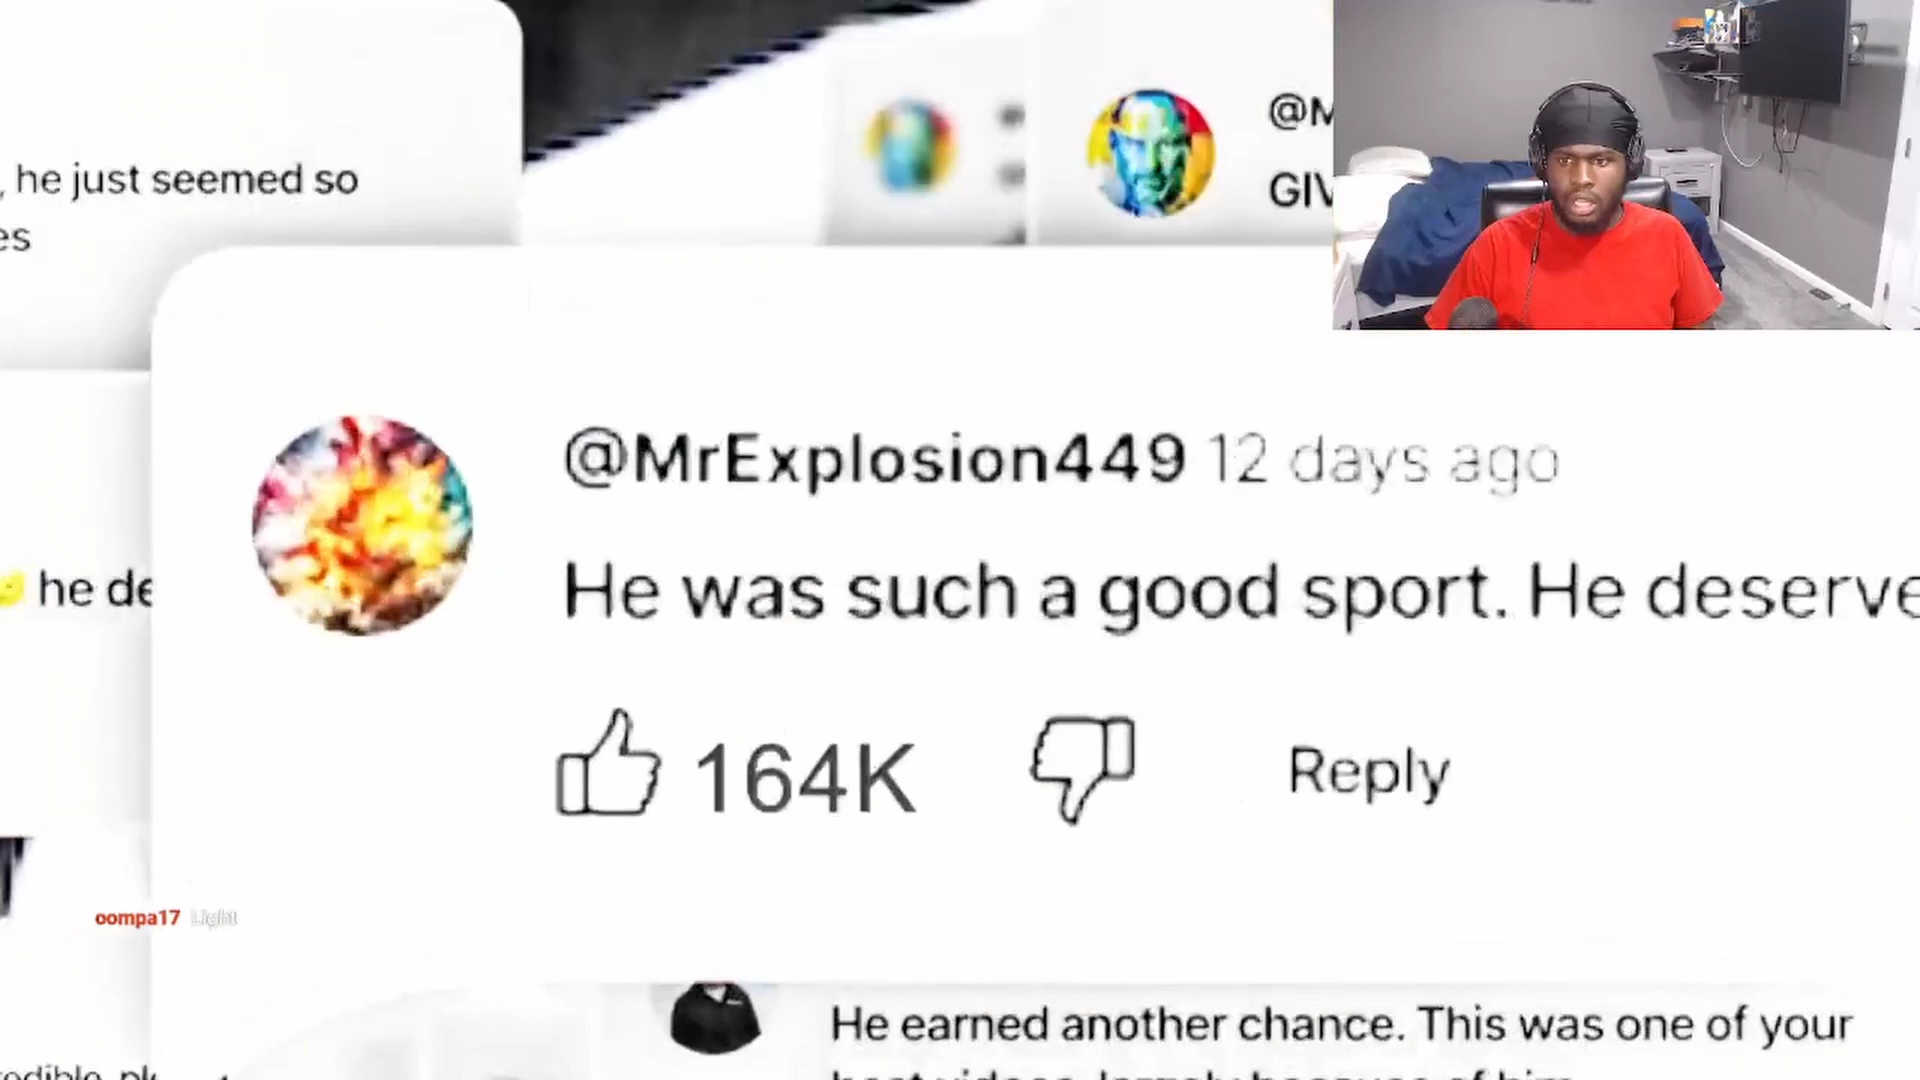 , he just seemed so
es
@M
GIV
@MrExplosion449 12 days ago
he de
He was such a good sport. He deserve
164K
Reply
oompa17 Light
He earned another chance. This was one of your